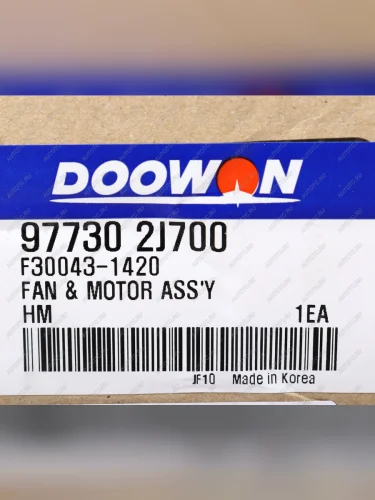 DOOWON
97730 2J700
F30043-1420
FAN & MOTOR ASS'Y
HM 1EA
JF10 Made in Korea